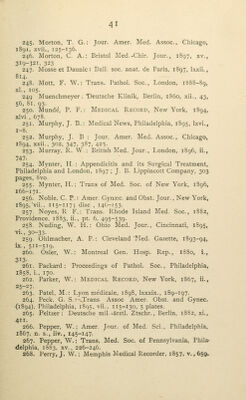 41
245. Morton, T. G.: Jour. Amer. Med. Assoc., Chicago,
1891, xvii., 125-136.
246. Morton, C. A.: Bristol Med.-Chir. Jour., 1897, xv.,
319-321, 323
247. Mosse et Daunic: Bull. soc. anat. de Paris, 1897, lxxii.,
814.
248. Mott, F. W.: Trans. Pathol. Soc., London, 1888-89,
xl., 105.
249 Muenchmeyer: Deutsche Klinik, Berlin, 1860, xii., 43,
56, 81, 93.
250. Mundé, P. F.: MEDICAL RECORD, New York, 1894,
xlvi, 678.
251. Murphy, J. B.: Medical News, Philadelphia, 1895, lxvi.,
1-8.
252. Murphy, J. B: Jour. Amer. Med. Assoc., Chicago,
1894, xxii., 302, 347, 387, 423.
253. Murray, R. W: British Med. Jour., London, 1896, ii.,
747.
254. Mynter, H.: Appendicitis and its Surgical Treatment,
Philadelphia and London, 1897; J. B. Lippincott Company, 303
pages, 8vo
255. Mynter, H.: Trans of Med. Soc. of New York, 1896,
166-171.
256. Noble, C. P.: Amer. Gynæc. and Obst. Jour., New York,
1895, vii., 115-117; disc., 151-153.
257 Noyes, R F.: Trans. Rhode Island Med. Soc., 1882,
Providence, 1883, ii., pt. 6, 495-539.
258. Nuding, W. H: Ohio Med. Jour., Cincinnati, 1895,
vi., 30-33.
259. Ohlmacher, A. P.: Cleveland Med. Gazette, 1893-94,
ix., 511-519.
260. Osler, W.: Montreal Gen. Hosp. Rep., 1880, i.,
313.
261. Packard: Proceedings of Pathol. Soc., Philadelphia,
1858, i., 170.
262. Parker, W.: MEDICAL RECORD, New York, 1867, ii.,
25-27.
263. Patel, M.: Lyon médicale, 1898, lxxxix., 189-197.
264. Peck, G. S.: Trans. Assoc Amer. Obst. and Gynec.
(1894), Philadelphia, 1895, vii., 115-130, 5 plates.
265. Peltzer: Deutsche mil-ärztl. Ztschr., Berlin, 1882, xi.,
411.
266. Pepper, W.: Amer. Jour. of Med. Sci., Philadelphia,
1867, n. s., liv., 145-147.
267. Pepper, W.: Trans. Med. Soc. of Pennsylvania, Phila-
delphia, 1883, xv., 226-246.
268. Perry, J. W.: Memphis Medical Recorder, 1857, v., 659.